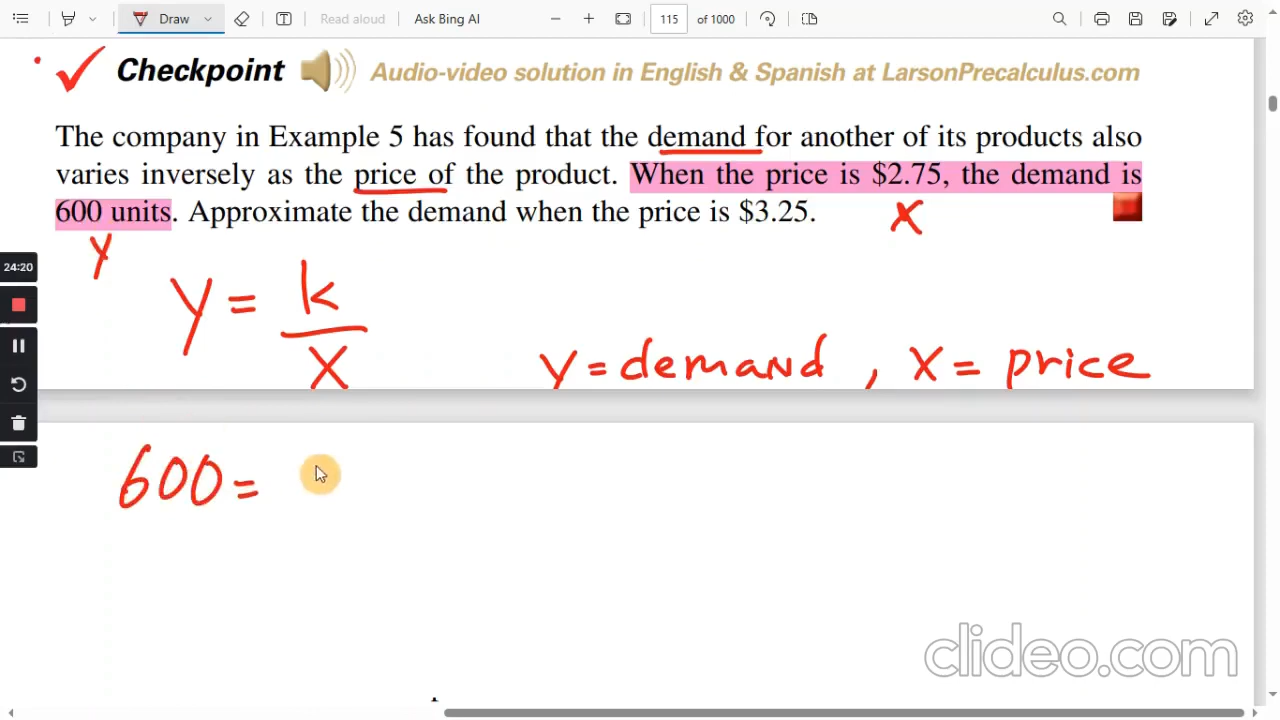 Draw Read aloud Ask Bing AI 115 of 1000
Checkpoint Audio-video solution in English & Spanish at LarsonPrecalculus.com
The company in Example 5 has found that the demand for another of its products also
varies inversely as the price of the product. When the price is $2.75, the demand is
600 units. Approximate the demand when the price is $3.25.
x
y
24:20
y = k
x
y = demand , x = price
600 =
clideo.com